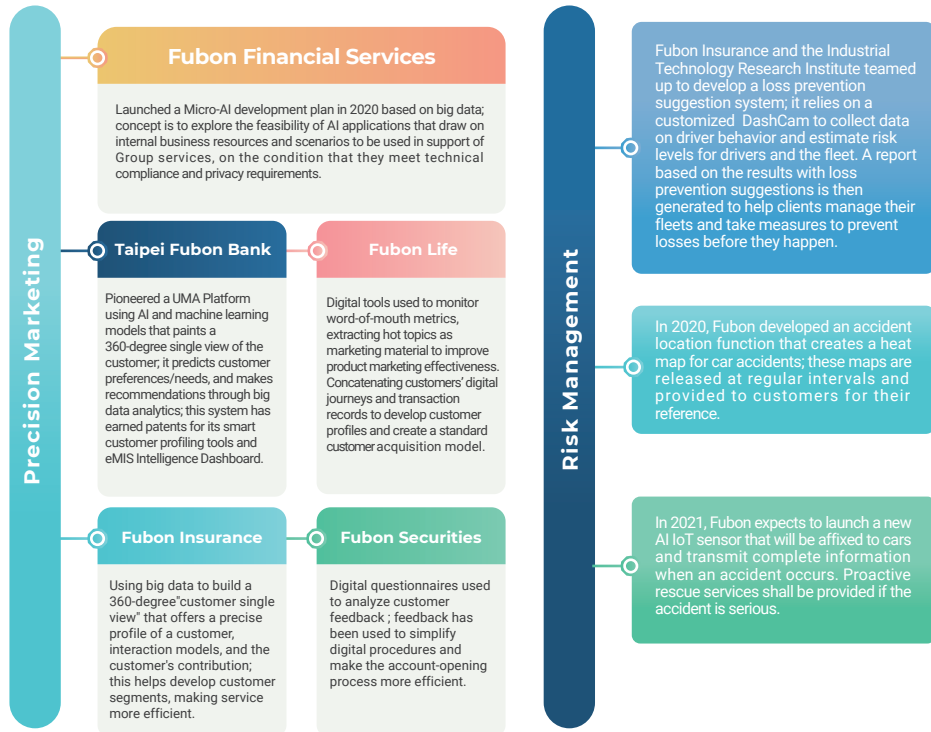 Precision Marketing
Fubon Financial Services
Launched a Micro-AI development plan in 2020 based on big data;
concept is to explore the feasibility of AI applications that draw on
internal business resources and scenarios to be used in support of
Group services, on the condition that they meet technical
compliance and privacy requirements.
Taipei Fubon Bank
Pioneered a UMA Platform
using AI and machine learning
models that paints a
360-degree single view of the
customer; it predicts customer
preferences/needs, and makes
recommendations through big
data analytics; this system has
earned patents for its smart
customer profiling tools and
eMIS Intelligence Dashboard.
Fubon Life
Digital tools used to monitor
word-of-mouth metrics,
extracting hot topics as
marketing material to improve
product marketing effectiveness.
Concatenating customers' digital
journeys and transaction
records to develop customer
profiles and create a standard
customer acquisition model.
Fubon Insurance
Using big data to build a
360-degree"customer single
view" that offers a precise
profile of a customer,
interaction models, and the
customer's contribution;
this helps develop customer
segments, making service
more efficient.
Fubon Securities
Digital questionnaires used
to analyze customer
feedback ; feedback has
been used to simplify
digital procedures and
make the account-opening
process more efficient.
Risk Management
Fubon Insurance and the Industrial
Technology Research Institute teamed
up to develop a loss prevention
suggestion system; it relies on a
customized DashCam to collect data
on driver behavior and estimate risk
levels for drivers and the fleet. A report
based on the results with loss
prevention suggestions is then
generated to help clients manage their
fleets and take measures to prevent
losses before they happen.
In 2020, Fubon developed an accident
location function that creates a heat
map for car accidents; these maps are
released at regular intervals and
provided to customers for their
reference.
In 2021, Fubon expects to launch a new
AI IoT sensor that will be affixed to cars
and transmit complete information
when an accident occurs. Proactive
rescue services shall be provided if the
accident is serious.